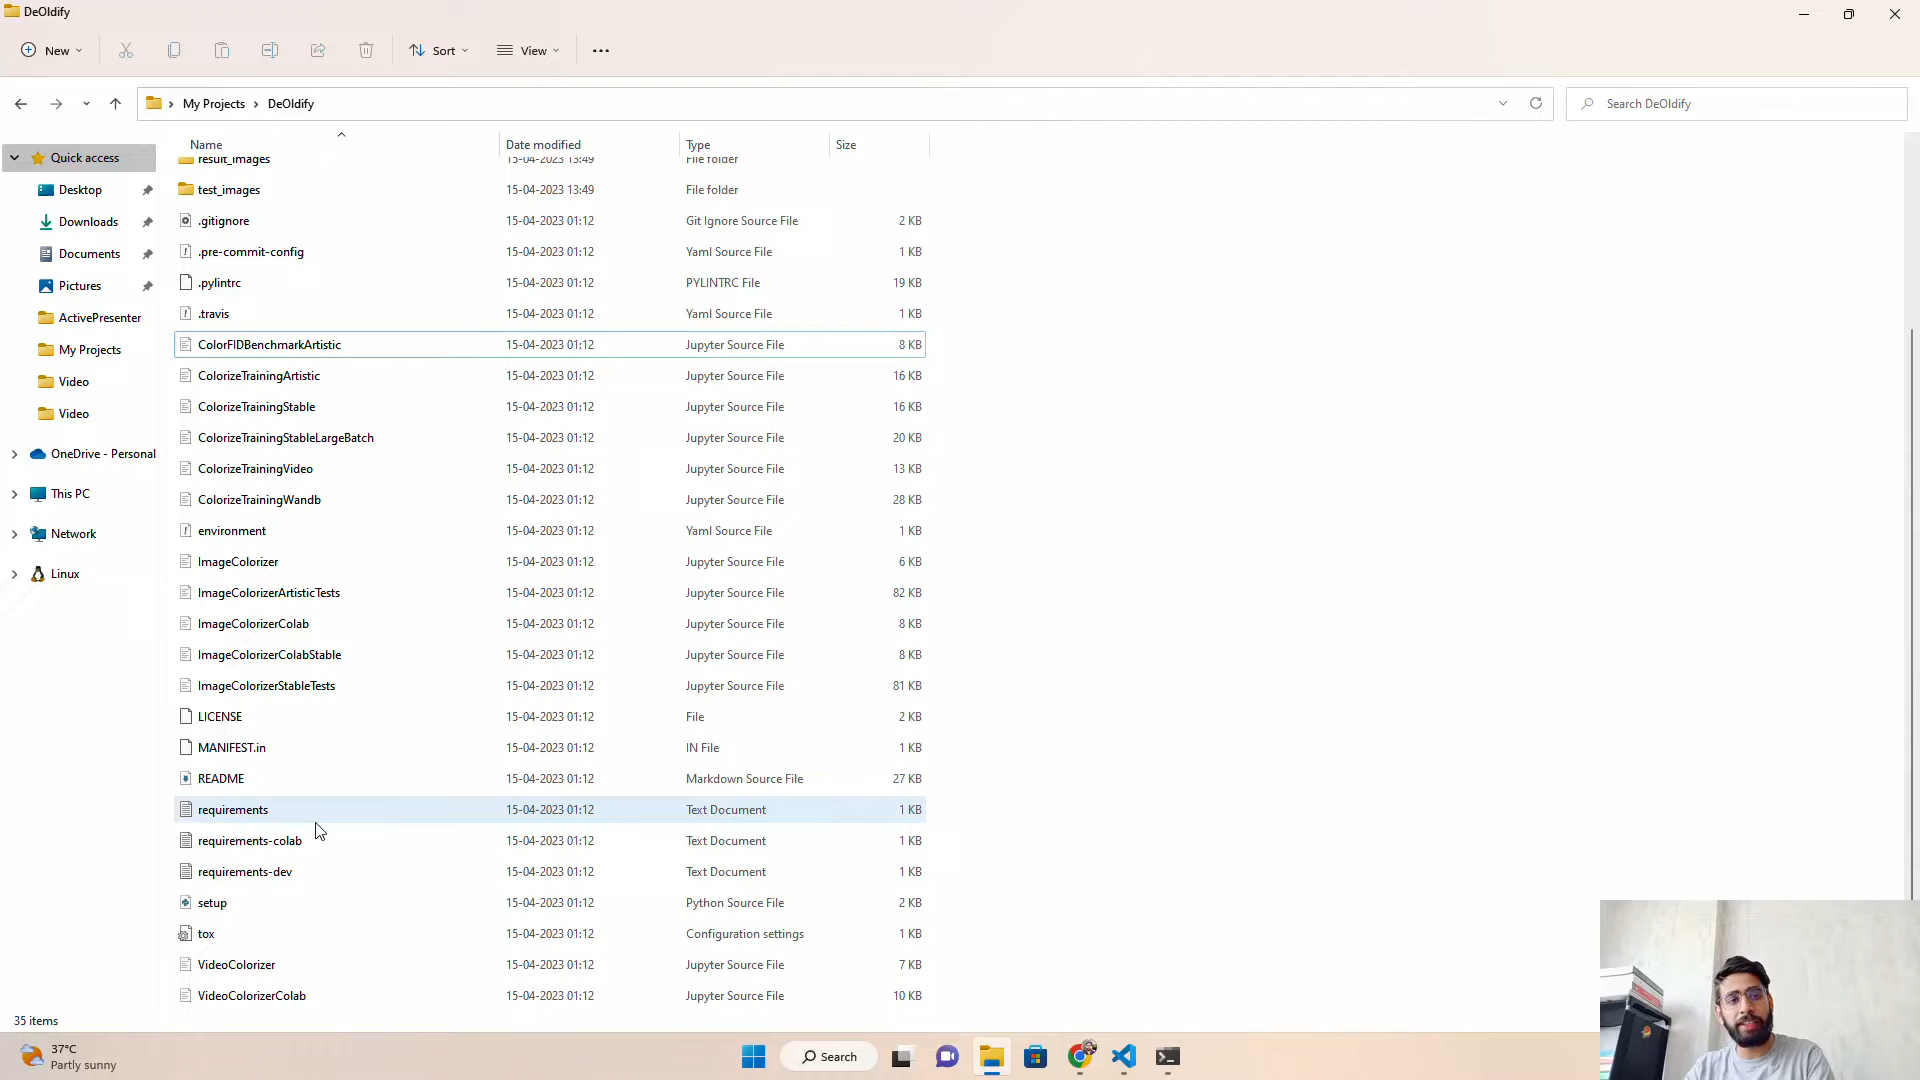 DeOldify
New
Sort
View
My Projects
DeOldify
Search DeOldify
Name Date modified Type Size
Quick access
Desktop
Downloads
Documents
Pictures
ActivePresenter
My Projects
Video
Video
OneDrive - Personal
This PC
Network
Linux
result_images 15-04-2023 13:49 File folder
test_images 15-04-2023 13:49 File folder
.gitignore 15-04-2023 01:12 Git Ignore Source File 2 KB
.pre-commit-config 15-04-2023 01:12 Yaml Source File 1 KB
.pylintrc 15-04-2023 01:12 PYLINTRC File 19 KB
.travis 15-04-2023 01:12 Yaml Source File 1 KB
ColorFIDBenchmarkArtistic 15-04-2023 01:12 Jupyter Source File 8 KB
ColorizeTrainingArtistic 15-04-2023 01:12 Jupyter Source File 16 KB
ColorizeTrainingStable 15-04-2023 01:12 Jupyter Source File 16 KB
ColorizeTrainingStableLargeBatch 15-04-2023 01:12 Jupyter Source File 20 KB
ColorizeTrainingVideo 15-04-2023 01:12 Jupyter Source File 13 KB
ColorizeTrainingWandb 15-04-2023 01:12 Jupyter Source File 28 KB
environment 15-04-2023 01:12 Yaml Source File 1 KB
ImageColorizer 15-04-2023 01:12 Jupyter Source File 6 KB
ImageColorizerArtisticTests 15-04-2023 01:12 Jupyter Source File 82 KB
ImageColorizerColab 15-04-2023 01:12 Jupyter Source File 8 KB
ImageColorizerColabStable 15-04-2023 01:12 Jupyter Source File 8 KB
ImageColorizerStableTests 15-04-2023 01:12 Jupyter Source File 81 KB
LICENSE 15-04-2023 01:12 File 2 KB
MANIFEST.in 15-04-2023 01:12 IN File 1 KB
README 15-04-2023 01:12 Markdown Source File 27 KB
requirements 15-04-2023 01:12 Text Document 1 KB
requirements-colab 15-04-2023 01:12 Text Document 1 KB
requirements-dev 15-04-2023 01:12 Text Document 1 KB
setup 15-04-2023 01:12 Python Source File 2 KB
tox 15-04-2023 01:12 Configuration settings 1 KB
VideoColorizer 15-04-2023 01:12 Jupyter Source File 7 KB
VideoColorizerColab 15-04-2023 01:12 Jupyter Source File 10 KB
35 items
37°C
Partly sunny
Search